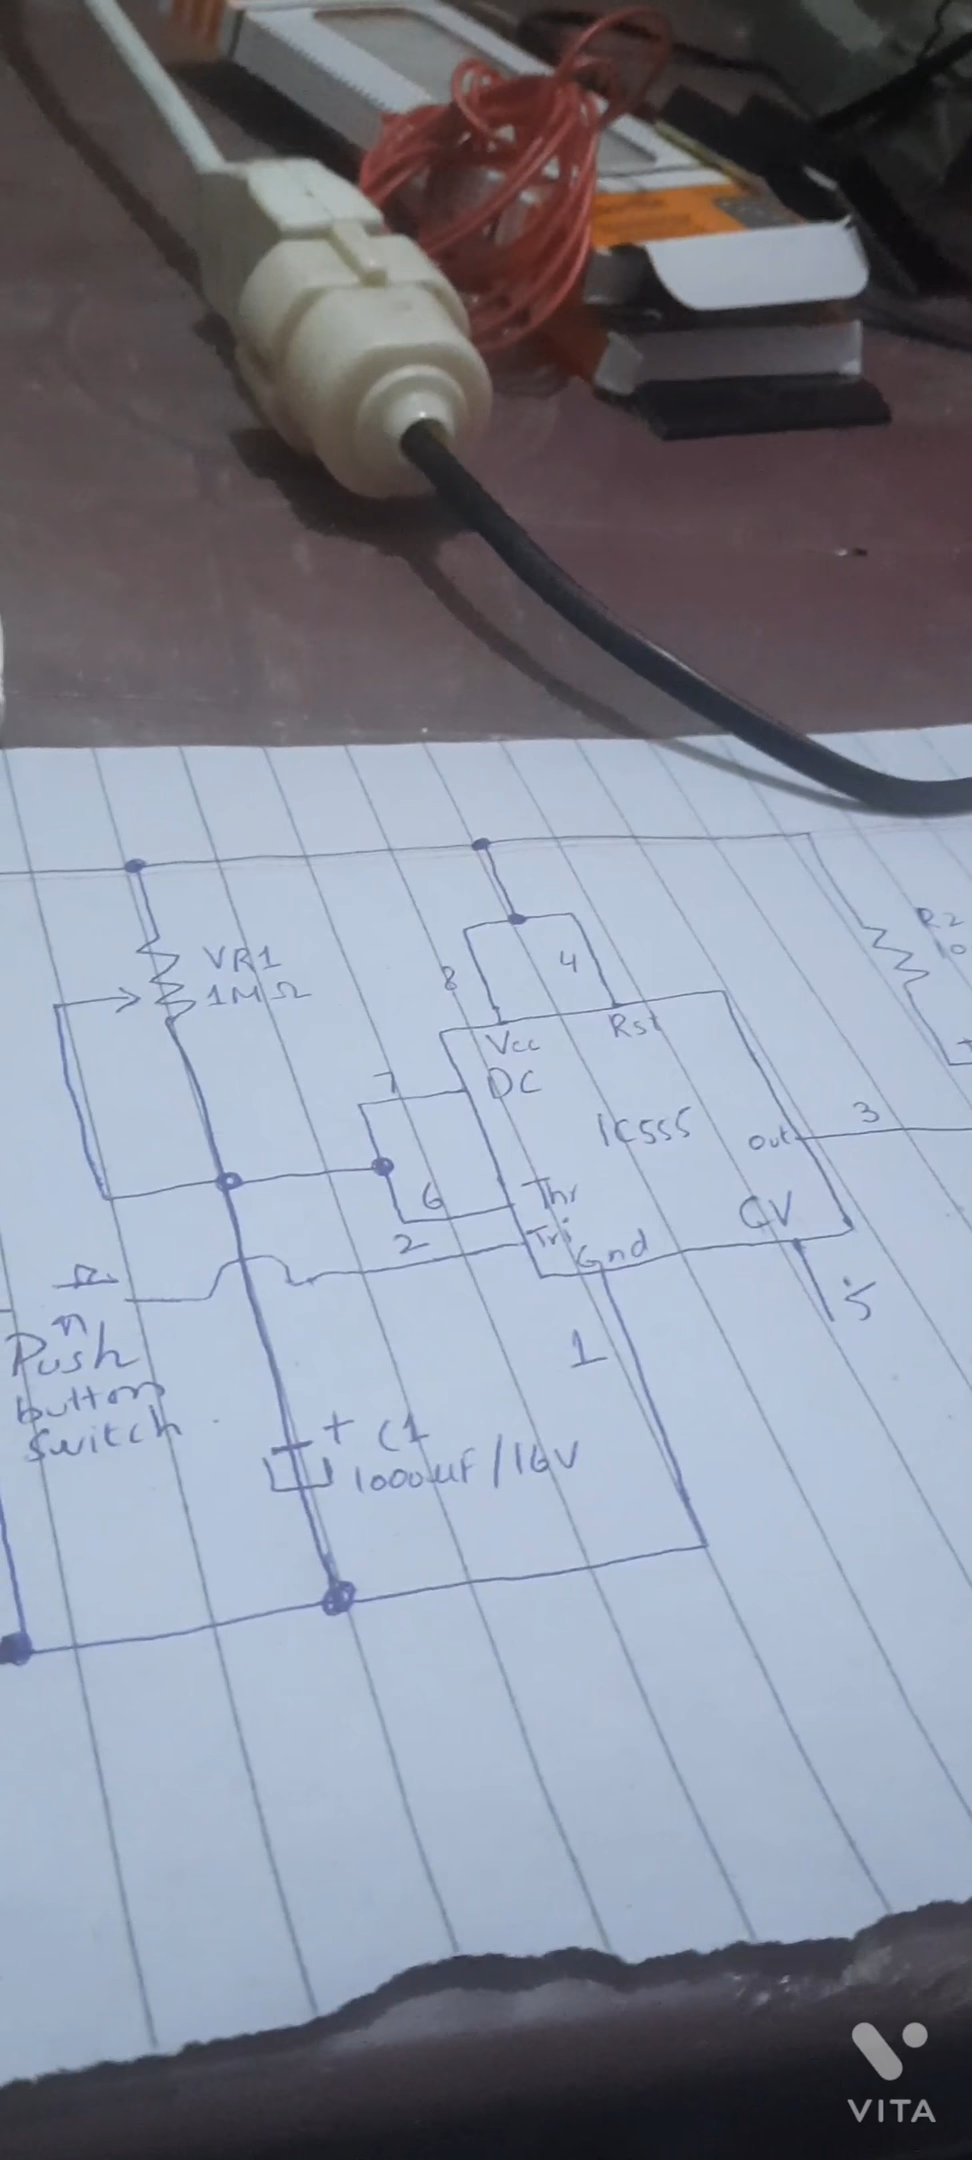 R2
10
VR1
1MΩ
8
4
Vcc
Rst
7
DC
IC555
Out
3
6
Thr
2
Tri
Gnd
CV
5
1
Push
button
Switch
+ C1
1000uF/16V
VITA